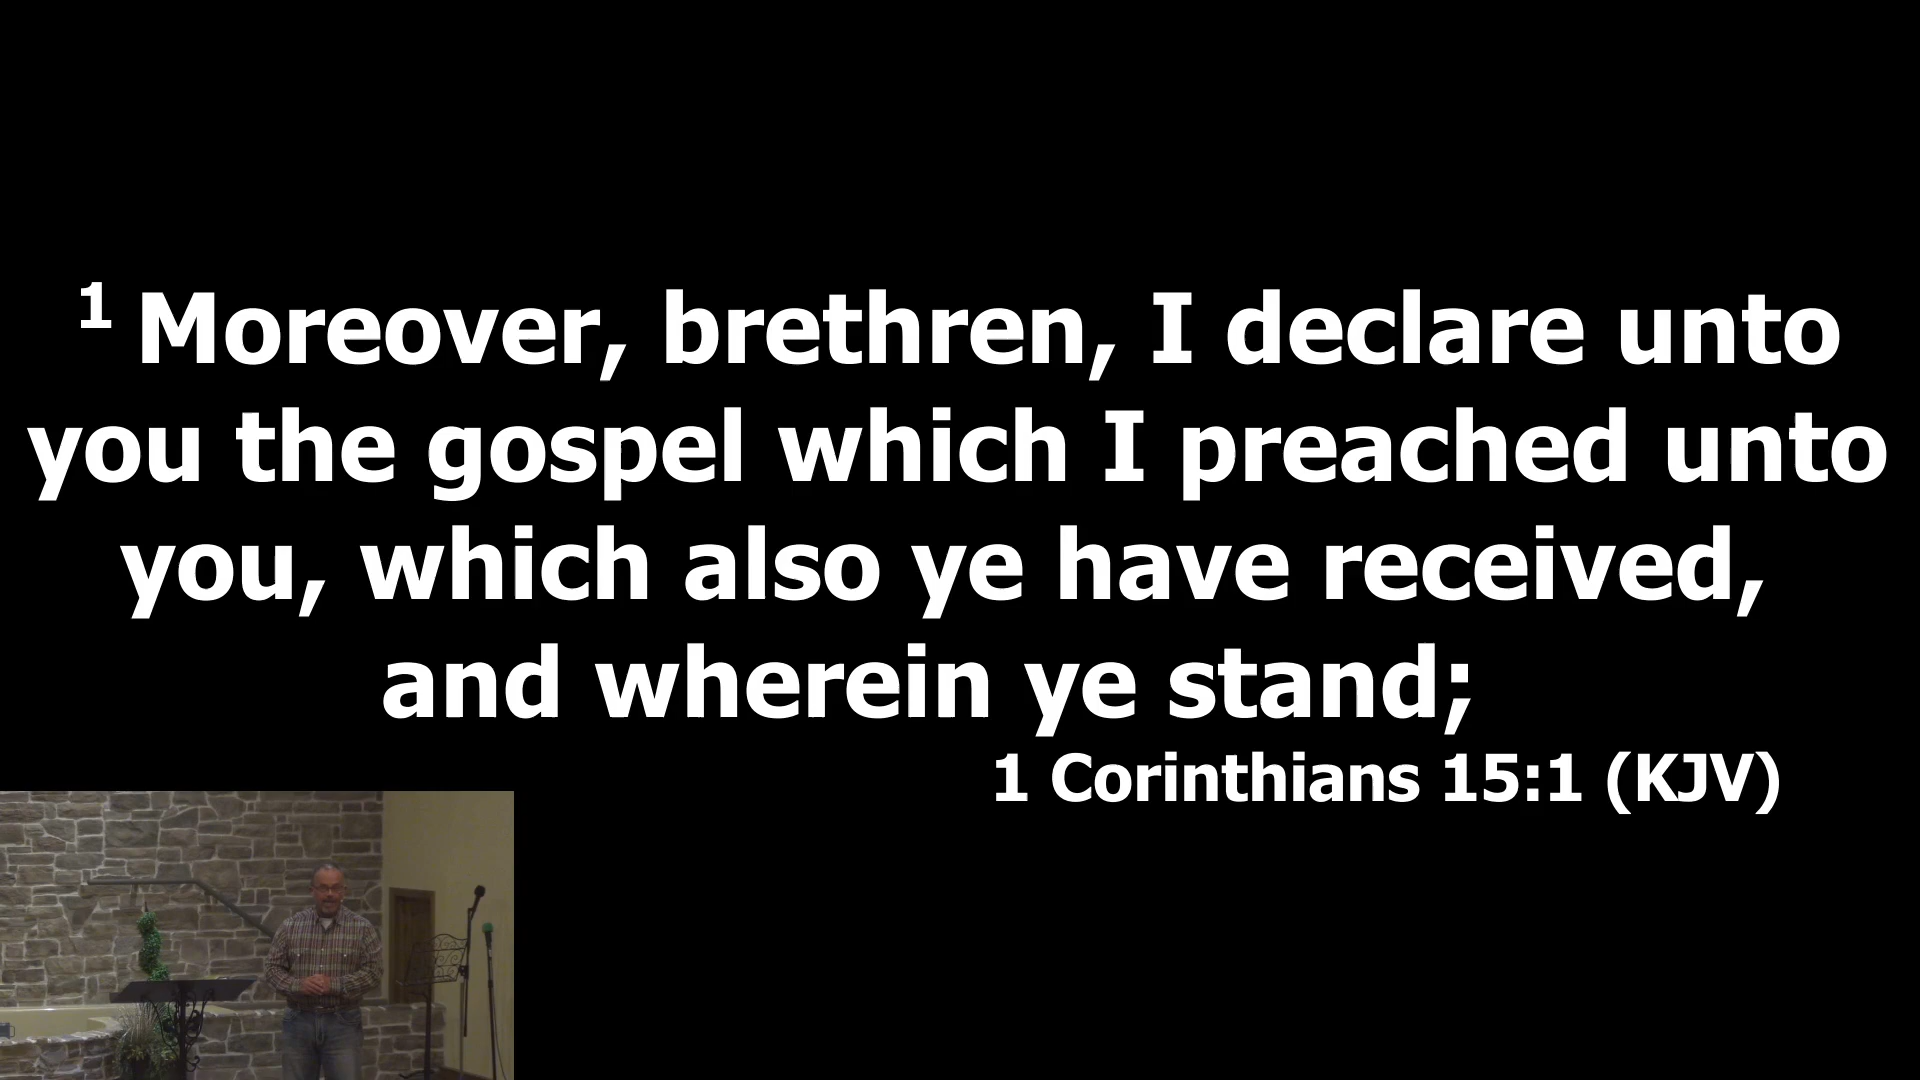 1 Moreover, brethren, I declare unto
you the gospel which I preached unto
you, which also ye have received,
and wherein ye stand;
1 Corinthians 15:1 (KJV)